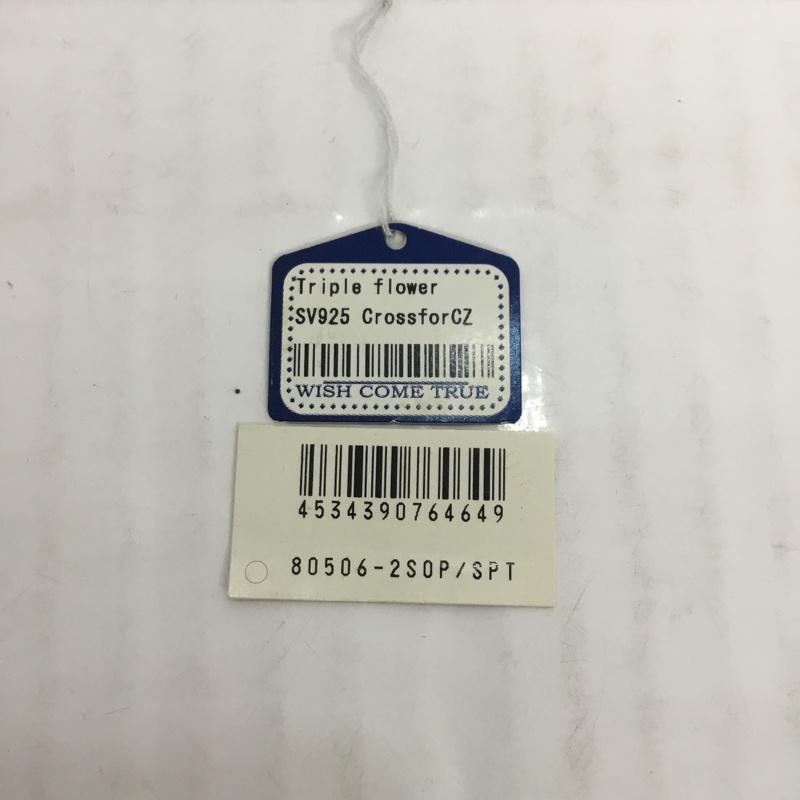 Triple flower
SV925 CrossforCZ
WISH COME TRUE
4534390764649
80506-2SOP/SPT